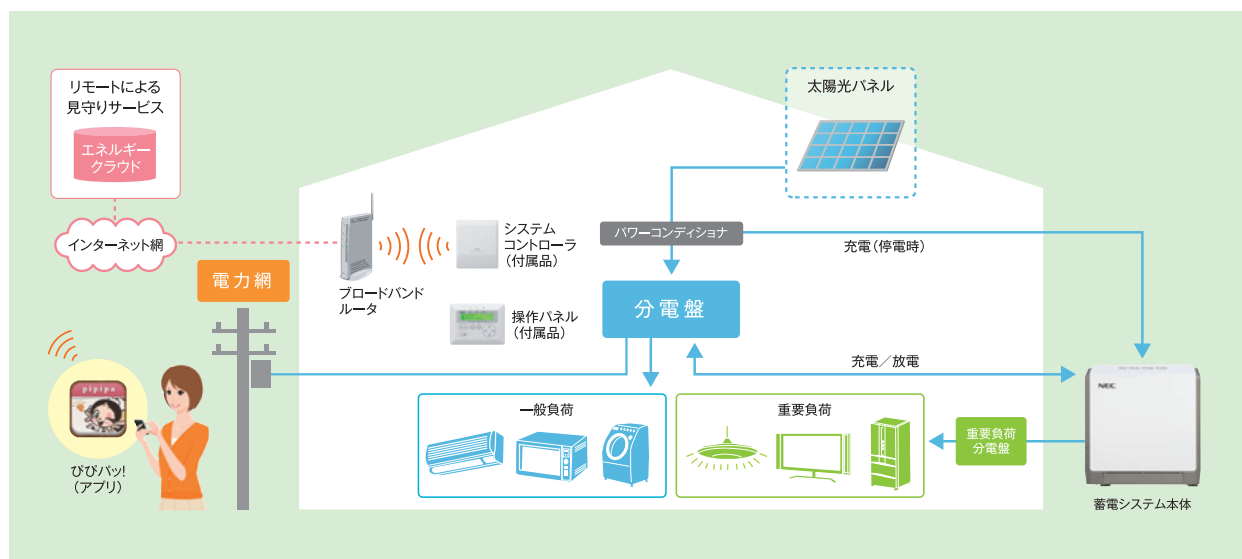 リモートによる
見守りサービス
エネルギー
クラウド
インターネット網
電力網
pipipa
ぴぴパッ!
(アプリ)
ブロードバンド
ルータ
システム
コントローラ
(付属品)
操作パネル
(付属品)
太陽光パネル
パワーコンディショナ
充電(停電時)
分電盤
充電/放電
一般負荷
重要負荷
重要負荷
分電盤
NEC
蓄電システム本体